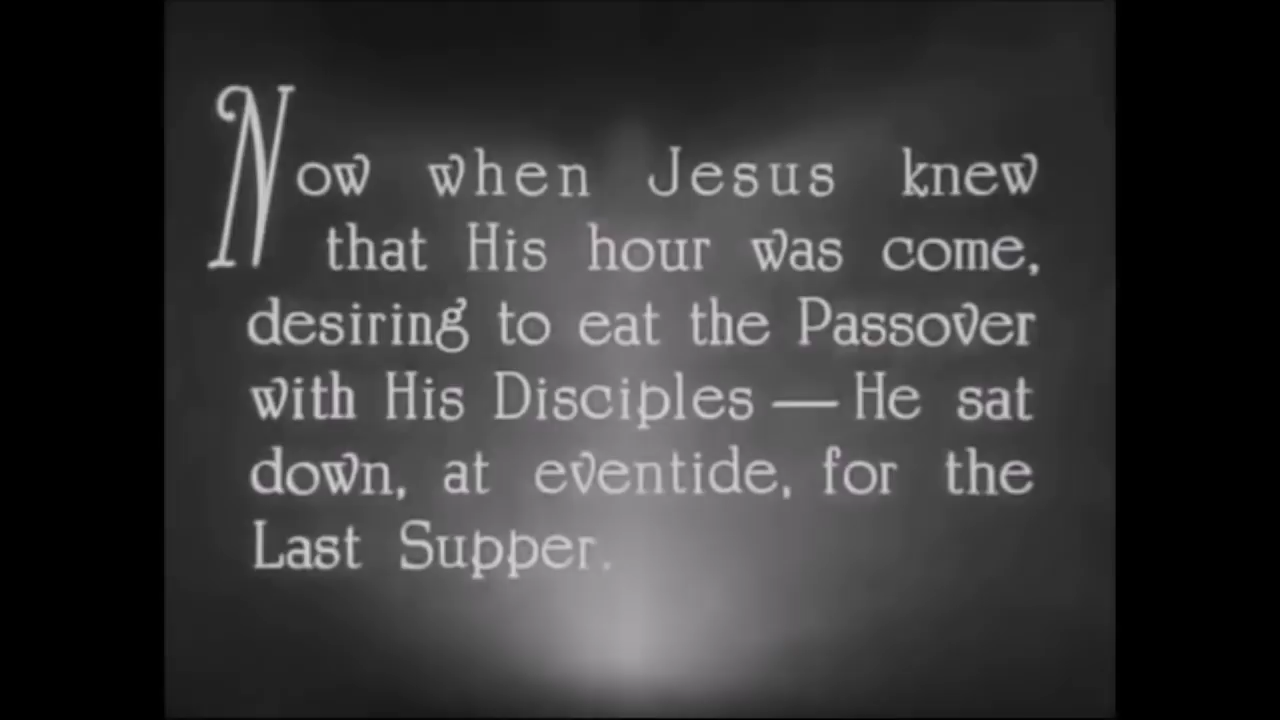 Now when Jesus knew
that His hour was come,
desiring to eat the Passover
with His Disciples — He sat
down, at eventide, for the
Last Supper.